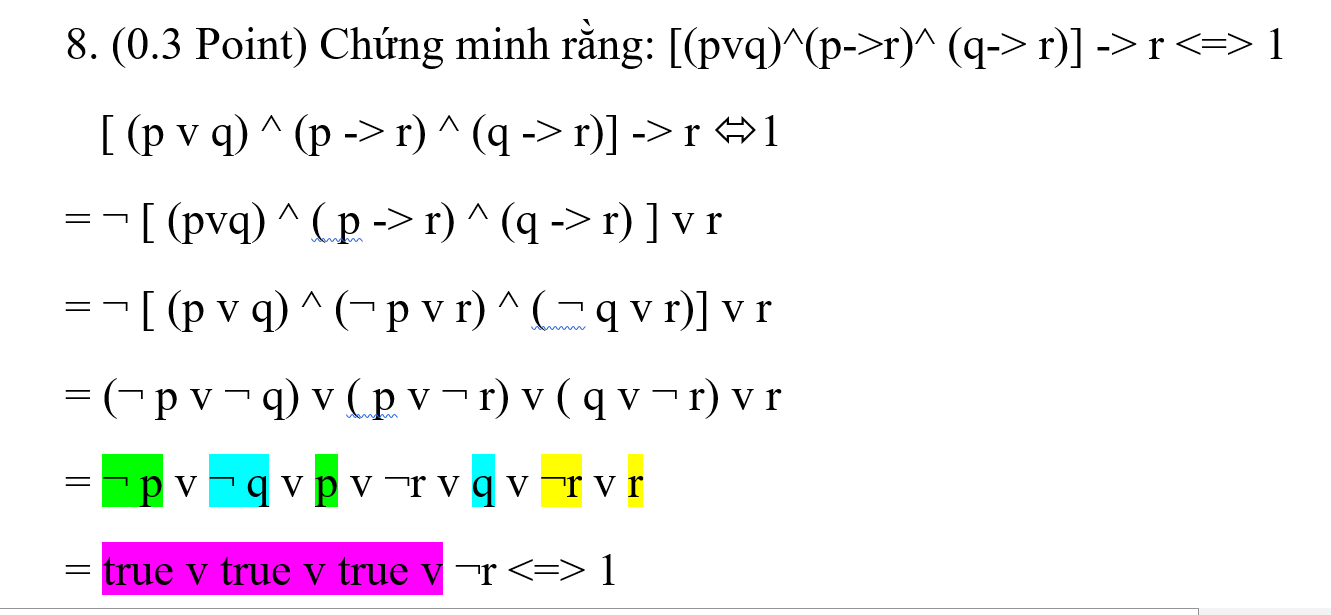 8. (0.3 Point) Chứng minh rằng: [(pvq)^(p->r)^ (q-> r)] -> r <=> 1
[ (p v q) ^ (p -> r) ^ (q -> r)] -> r ⇔1
= ¬ [ (pvq) ^ ( p -> r) ^ (q -> r) ] v r
= ¬ [ (p v q) ^ (¬ p v r) ^ ( ¬ q v r)] v r
= (¬ p v ¬ q) v ( p v ¬ r) v ( q v ¬ r) v r
= ¬ p v ¬ q v p v ¬r v q v ¬r v r
= true v true v true v ¬r <=> 1